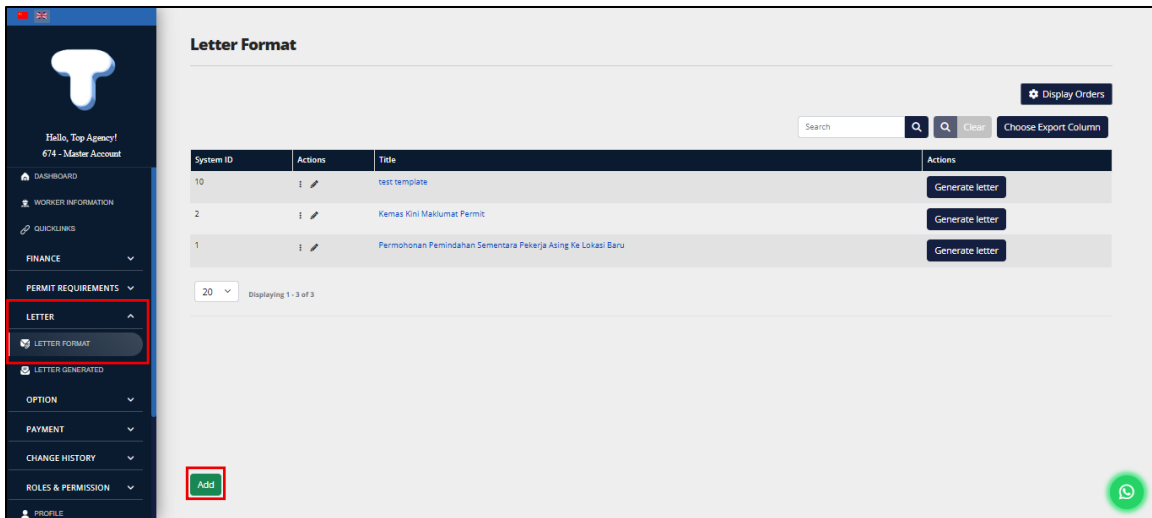 Hello, Top Agency!
674 - Master Account
DASHBOARD
WORKER INFORMATION
QUICKLINKS
FINANCE
PERMIT REQUIREMENTS
LETTER
LETTER FORMAT
LETTER GENERATED
OPTION
PAYMENT
CHANGE HISTORY
ROLES & PERMISSION
PROFILE
Letter Format
Display Orders
Search Clear Choose Export Column
System ID Actions Title Actions
10 test template Generate letter
2 Kemas Kini Maklumat Permit Generate letter
1 Permohonan Pemindahan Sementara Pekerja Asing Ke Lokasi Baru Generate letter
20 Displaying 1 - 3 of 3
Add